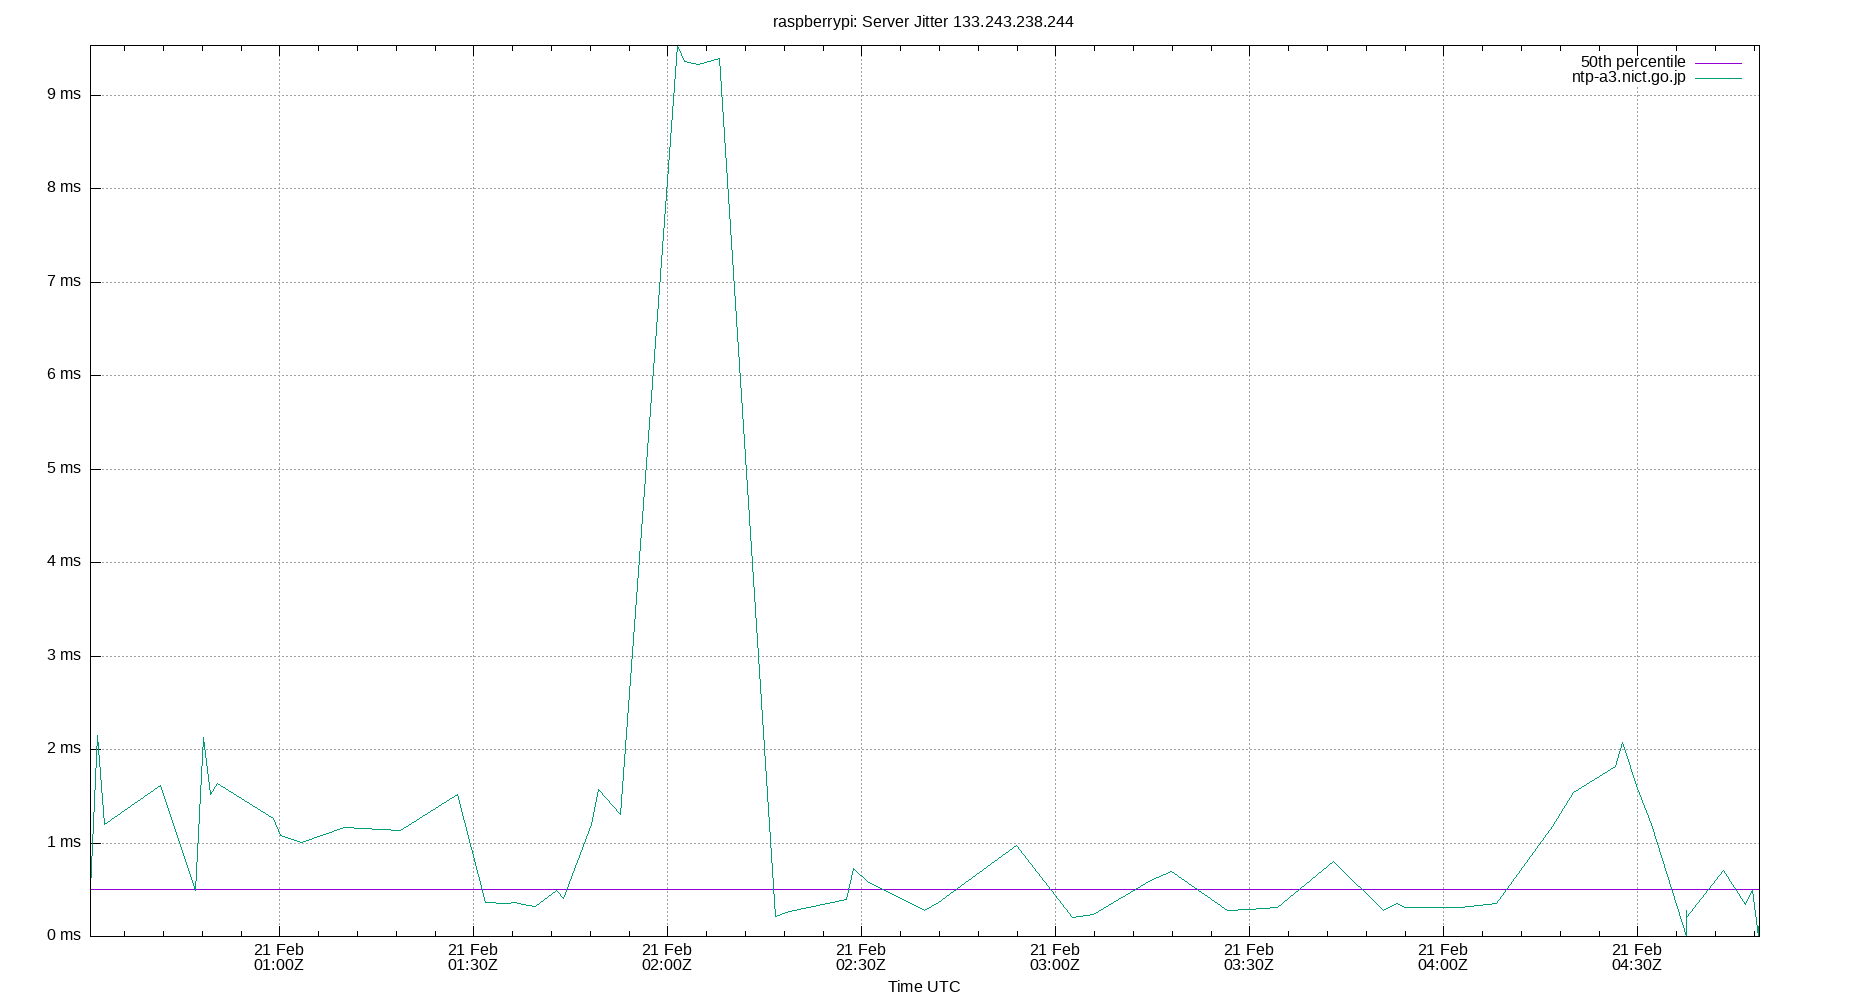 raspberrypi: Server Jitter 133.243.238.244
50th percentile
ntp-a3.nict.go.jp
9 ms
8 ms
7 ms
6 ms
5 ms
4 ms
3 ms
2 ms
1 ms
0 ms
21 Feb 21 Feb 21 Feb 21 Feb 21 Feb 21 Feb 21 Feb 21 Feb
01:00Z 01:30Z 02:00Z 02:30Z 03:00Z 03:30Z 04:00Z 04:30Z
Time UTC